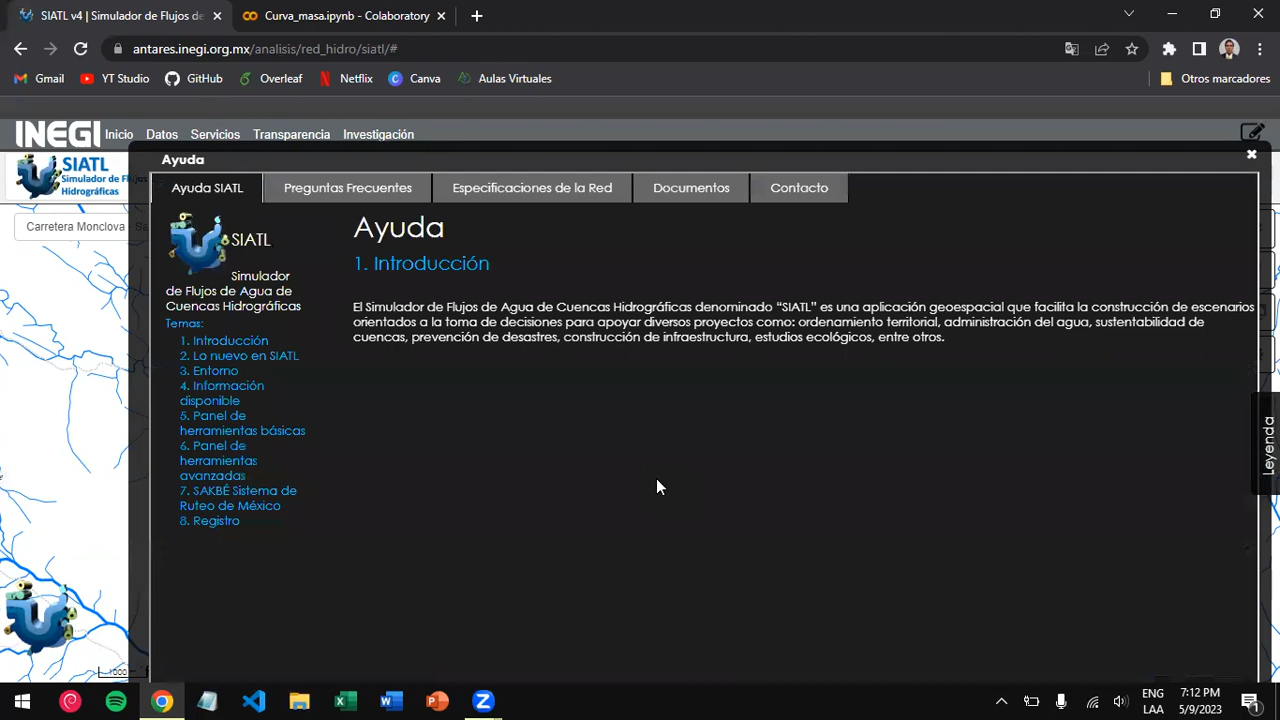 SIATL v4 | Simulador de Flujos de
Curva_masa.ipynb - Colaboratory
antares.inegi.org.mx/analisis/red_hidro/siatl/#
Gmail
YT Studio
GitHub
Overleaf
Netflix
Canva
Aulas Virtuales
Otros marcadores
INEGI Inicio Datos Servicios Transparencia Investigación
SIATL
Simulador de
Hidrográficas
Carretera Monclova - Sa
Ayuda
Ayuda SIATL
Preguntas Frecuentes
Especificaciones de la Red
Documentos
Contacto
SIATL
Simulador
de Flujos de Agua de
Cuencas Hidrográficas
Temas:
1. Introducción
2. Lo nuevo en SIATL
3. Entorno
4. Información
disponible
5. Panel de
herramientas básicas
6. Panel de
herramientas
avanzadas
7. SAKBÉ Sistema de
Ruteo de México
8. Registro
Ayuda
1. Introducción
El Simulador de Flujos de Agua de Cuencas Hidrográficas denominado “SIATL” es una aplicación geoespacial que facilita la construcción de escenarios
orientados a la toma de decisiones para apoyar diversos proyectos como: ordenamiento territorial, administración del agua, sustentabilidad de
cuencas, prevención de desastres, construcción de infraestructura, estudios ecológicos, entre otros.
Leyenda
ENG
LAA
7:12 PM
5/9/2023